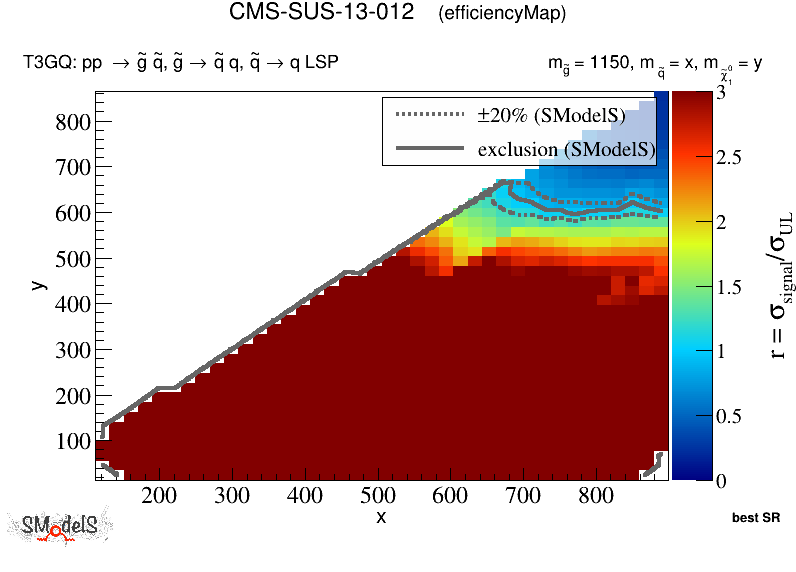 CMS-SUS-13-012 (efficiencyMap)
T3GQ: pp → g̃ q̃, g̃ → q̃ q, q̃ → q LSP m_g̃ = 1150, m_q̃ = x, m_χ̃₁⁰ = y
±20% (SModelS)
exclusion (SModelS)
800
700
600
500
400
300
200
100
y
200 300 400 500 600 700 800
x
3
2.5
2
1.5
1
0.5
0
r = σ_signal/σ_UL
SModelS
best SR